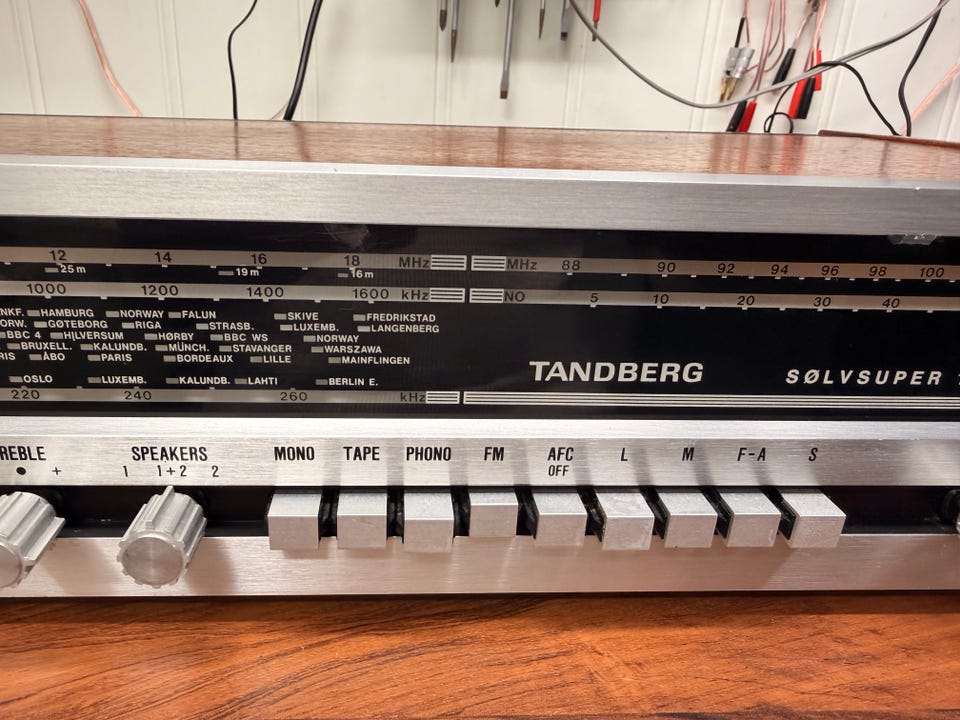 12 14 16 18 MHz MHz 88 90 92 94 96 98 100
25 m 19 m 16 m
1000 1200 1400 1600 kHz NO 5 10 20 30 40
HAMBURG NORWAY FALUN SKIVE FREDRIKSTAD
GØTEBORG RIGA STRASB. LUXEMB. LANGENBERG
BBC 4 HILVERSUM HØRBY BBC WS NORWAY
BRUXELL. KALUNDB. MÜNCH. STAVANGER WARSZAWA
ÅBO PARIS BORDEAUX LILLE MAINFLINGEN
TANDBERG SØLVSUPER
OSLO LUXEMB. KALUNDB. LAHTI BERLIN E.
220 240 260 kHz
REBLE SPEAKERS MONO TAPE PHONO FM AFC L M F-A S
+ 1 1+2 2 OFF